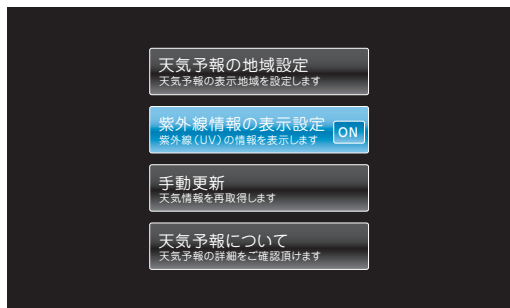 天気予報の地域設定
天気予報の表示地域を設定します
紫外線情報の表示設定
紫外線(UV)の情報を表示します
ON
手動更新
天気情報を再取得します
天気予報について
天気予報の詳細をご確認頂けます